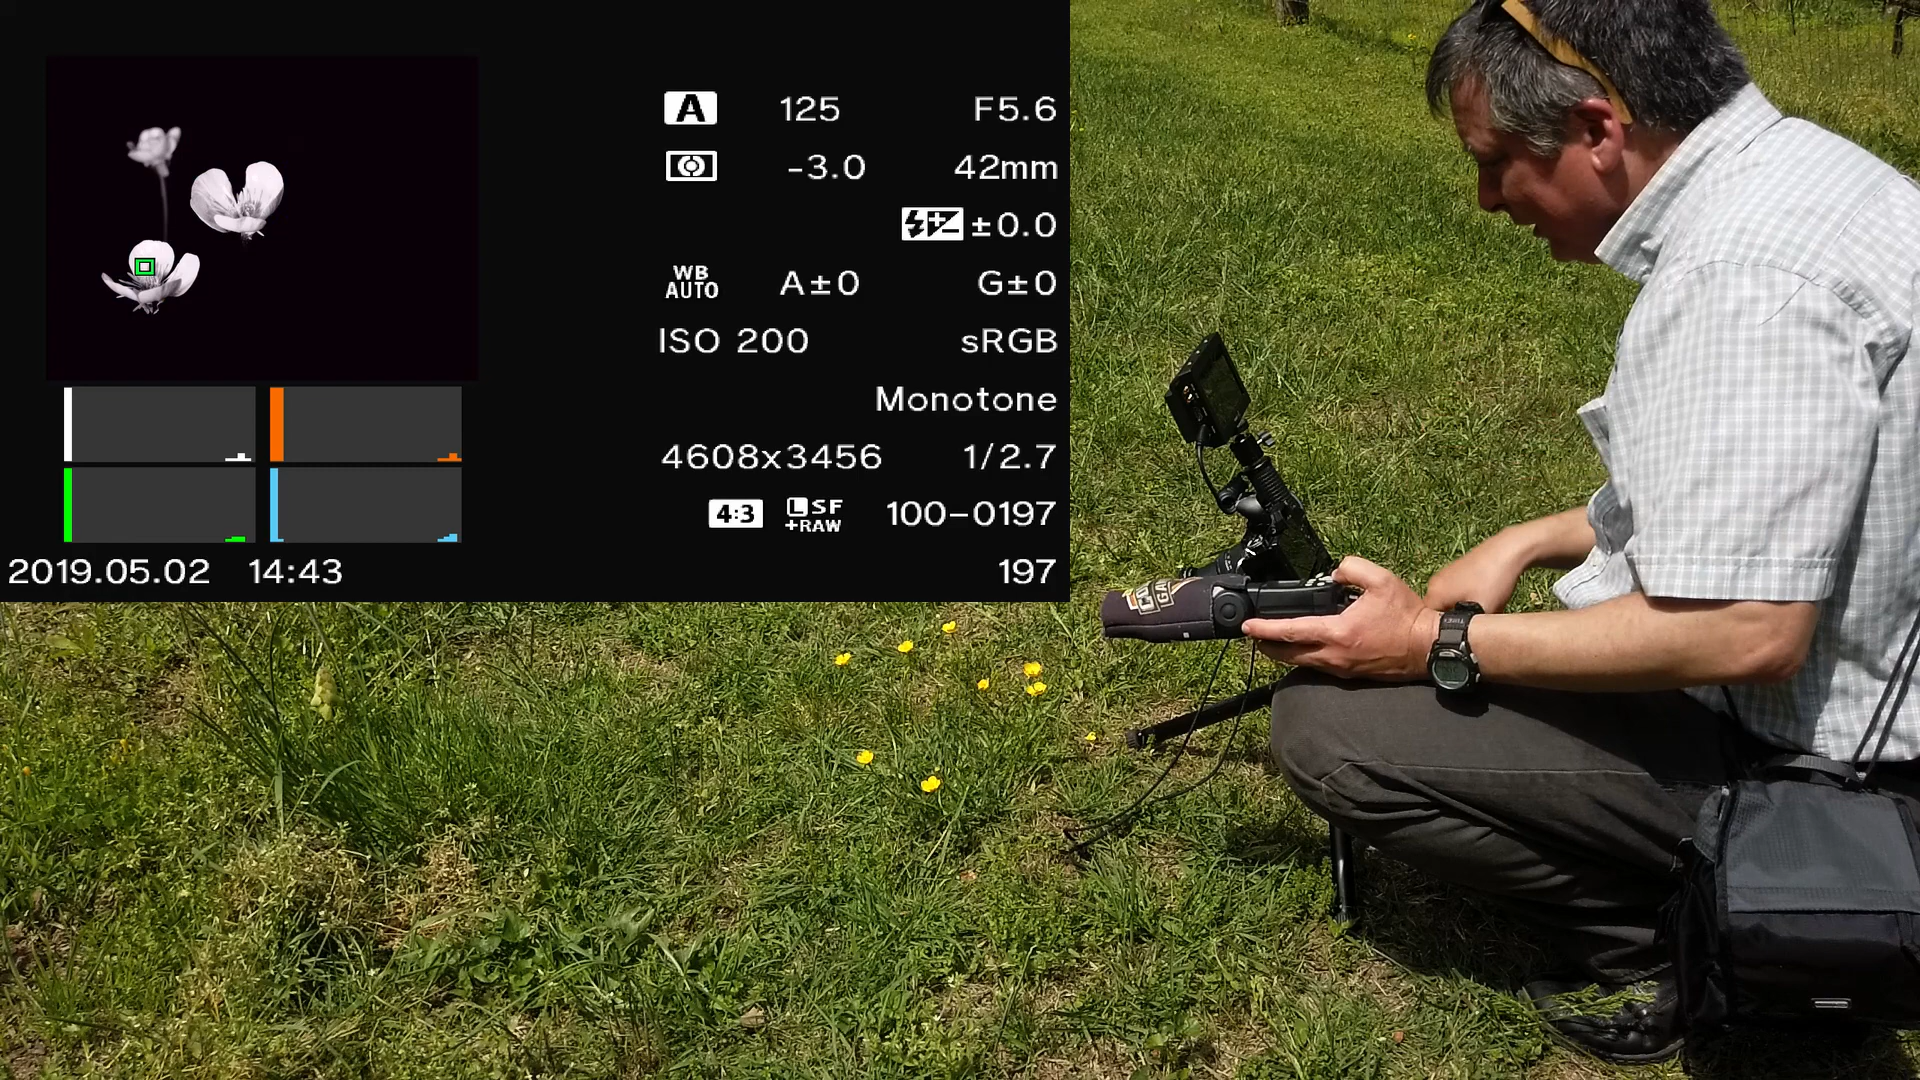 A 125 F5.6
-3.0 42mm
±0.0
WB AUTO A±0 G±0
ISO 200 sRGB
Monotone
4608x3456 1/2.7
4:3 LSF+RAW 100-0197
2019.05.02 14:43 197